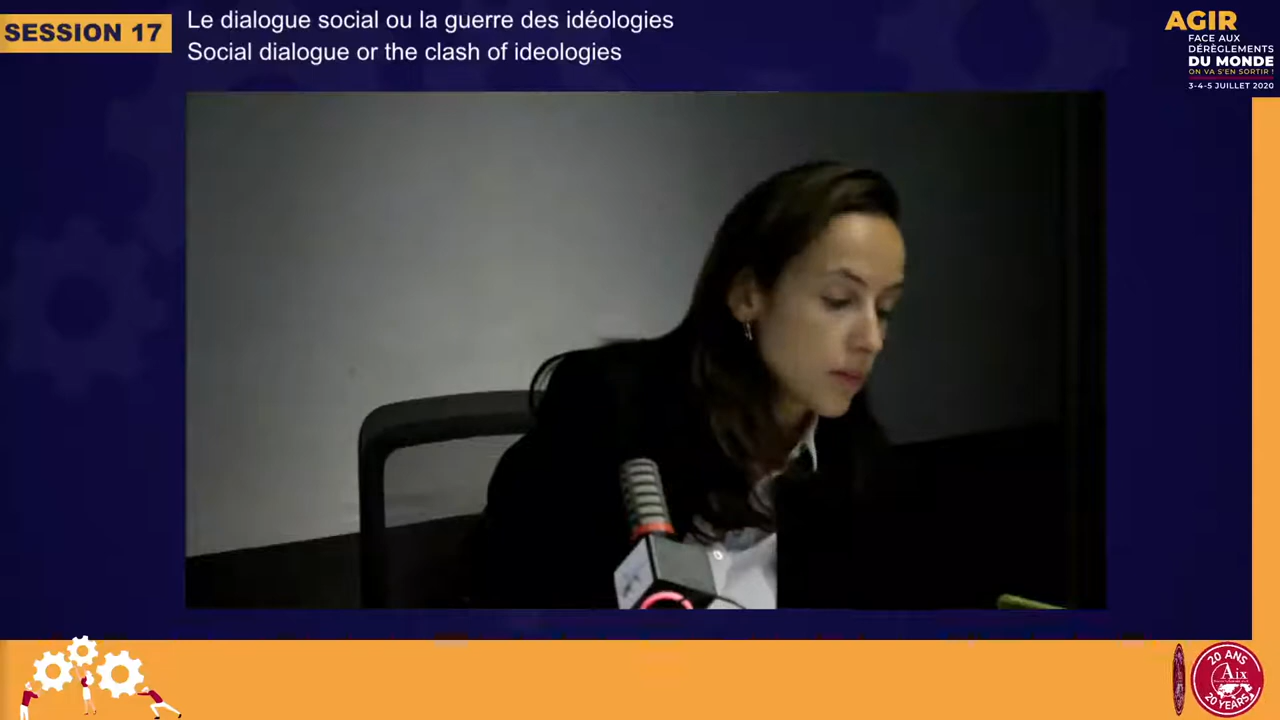 SESSION 17
Le dialogue social ou la guerre des idéologies
Social dialogue or the clash of ideologies
AGIR
FACE AUX
DÉRÈGLEMENTS
DU MONDE
ON VA S'EN SORTIR !
3-4-5 JUILLET 2020
20 ANS
Aix
20 YEARS